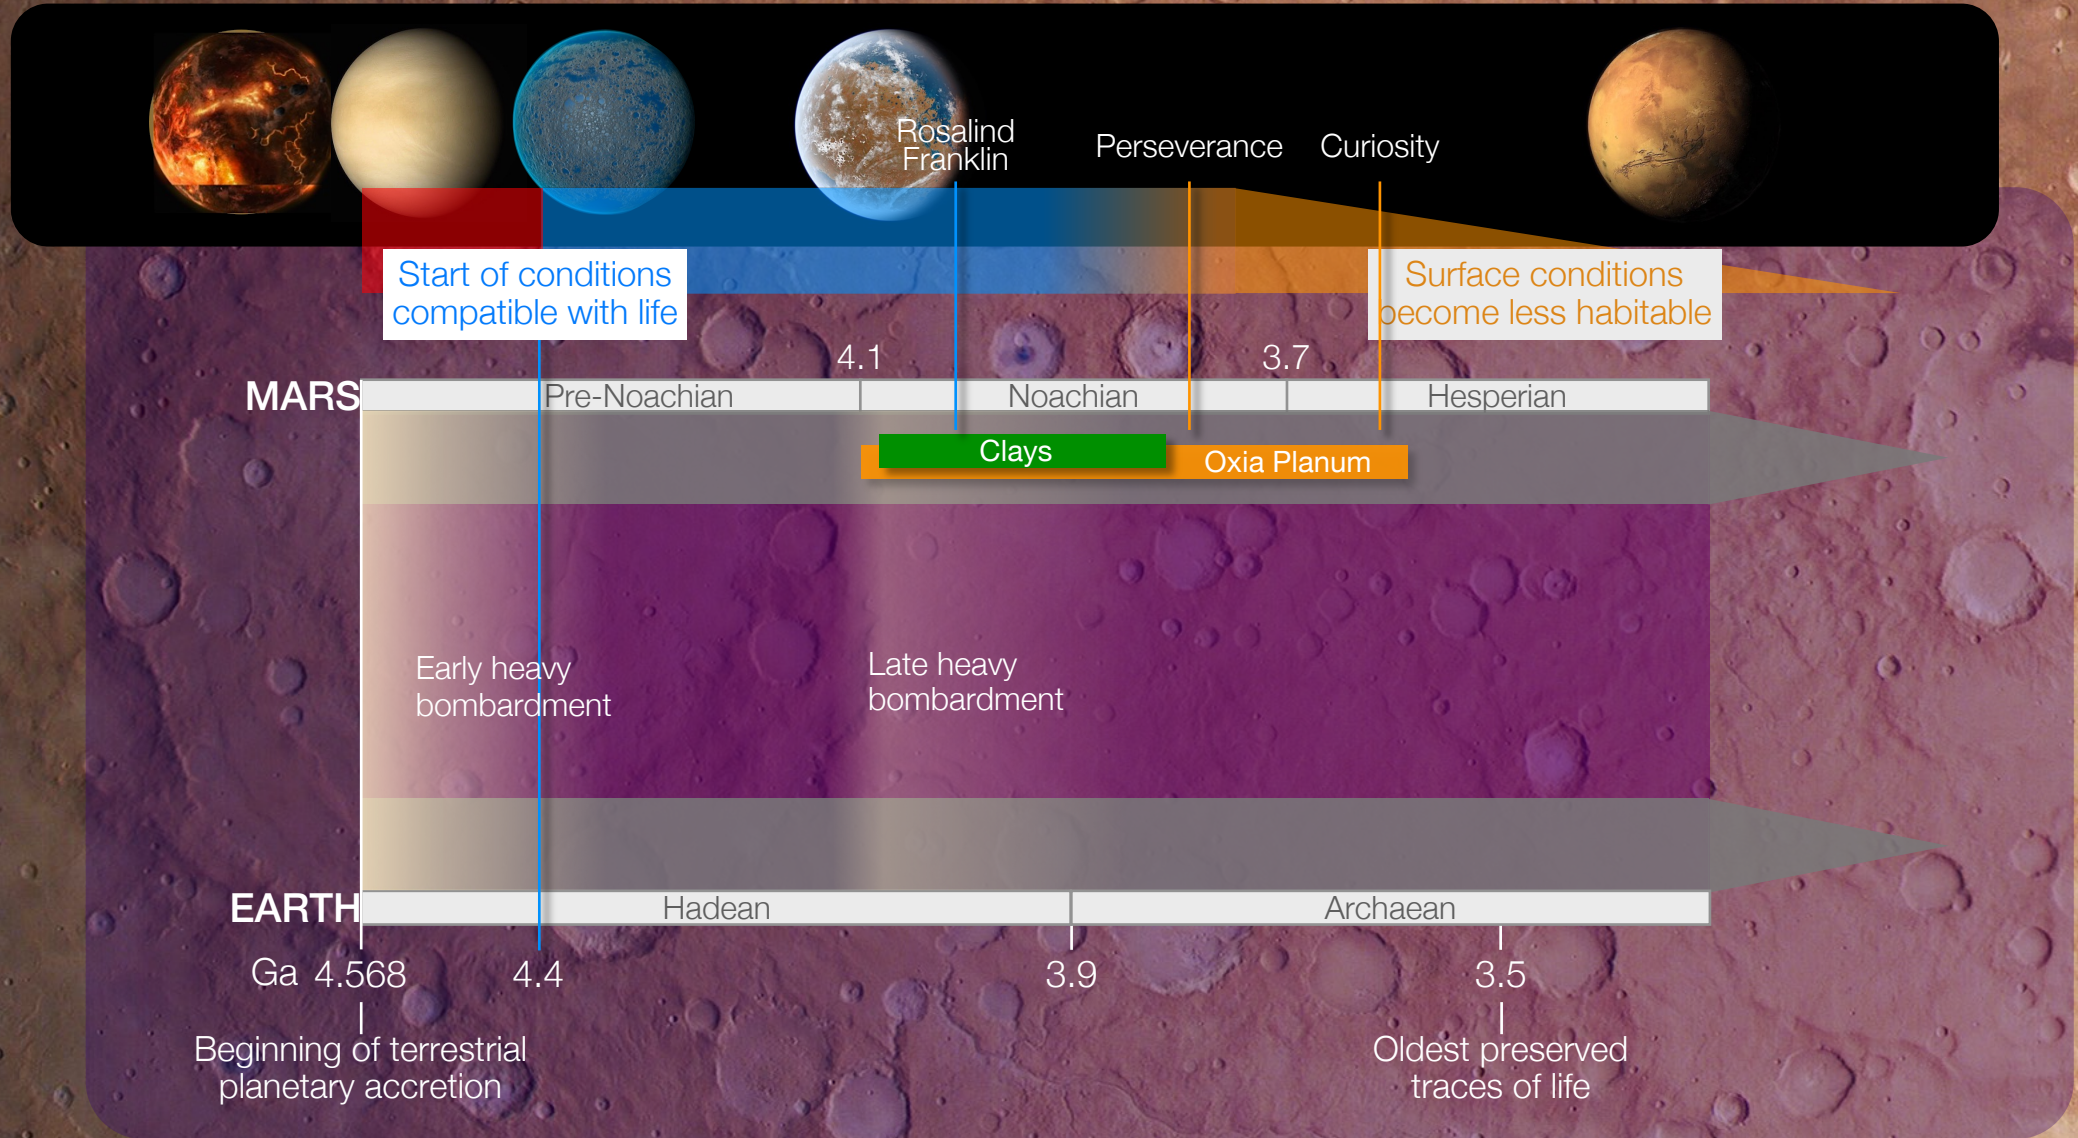 Rosalind
Franklin
Perseverance
Curiosity
Start of conditions
compatible with life
Surface conditions
become less habitable
4.1
3.7
MARS
Pre-Noachian
Noachian
Hesperian
Clays
Oxia Planum
Early heavy
bombardment
Late heavy
bombardment
EARTH
Hadean
Archaean
Ga
4.568
4.4
3.9
3.5
Beginning of terrestrial
planetary accretion
Oldest preserved
traces of life